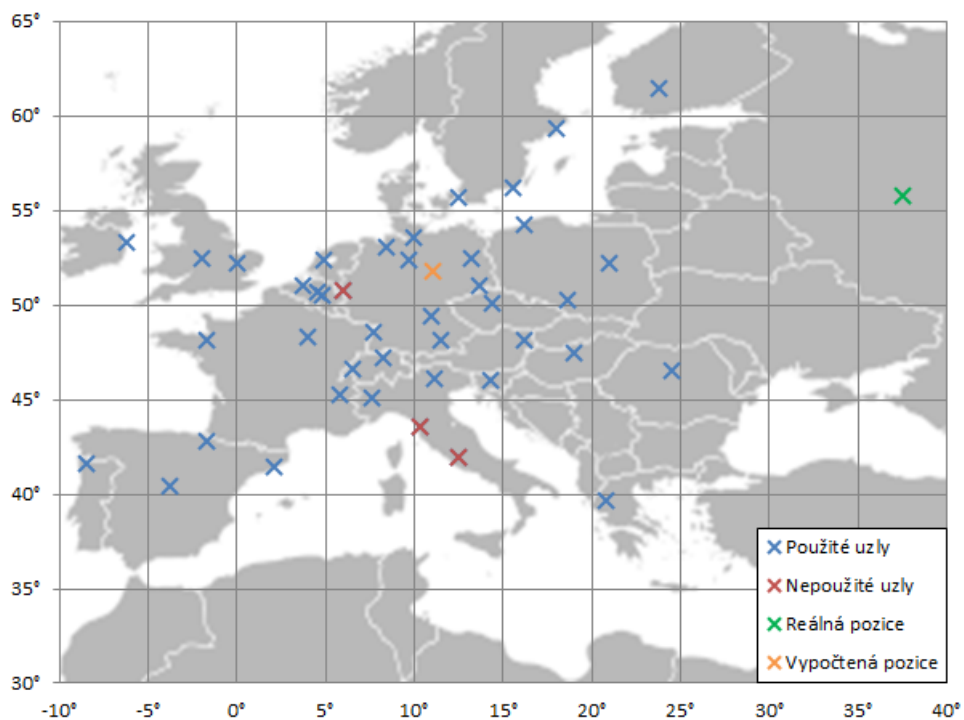 65°
60°
55°
50°
45°
40°
35°
30°
-10° -5° 0° 5° 10° 15° 20° 25° 30° 35° 40°
Použité uzly
Nepoužité uzly
Reálná pozice
Vypočtená pozice